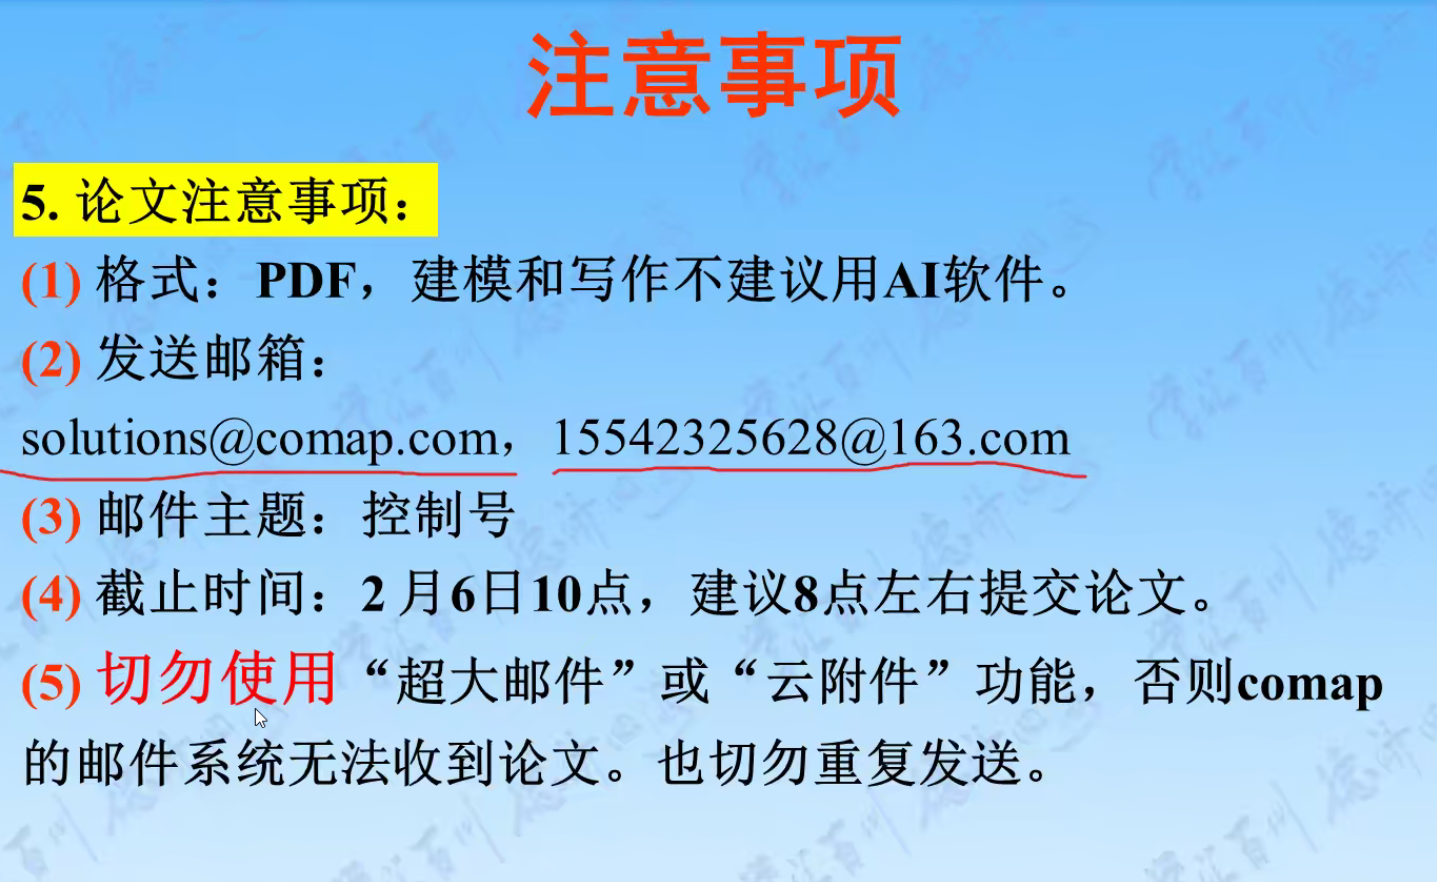 注意事项
5. 论文注意事项：
(1) 格式：PDF，建模和写作不建议用AI软件。
(2) 发送邮箱：
solutions@comap.com，15542325628@163.com
(3) 邮件主题：控制号
(4) 截止时间：2 月6日10点，建议8点左右提交论文。
(5) 切勿使用“超大邮件”或“云附件”功能，否则comap
的邮件系统无法收到论文。也切勿重复发送。